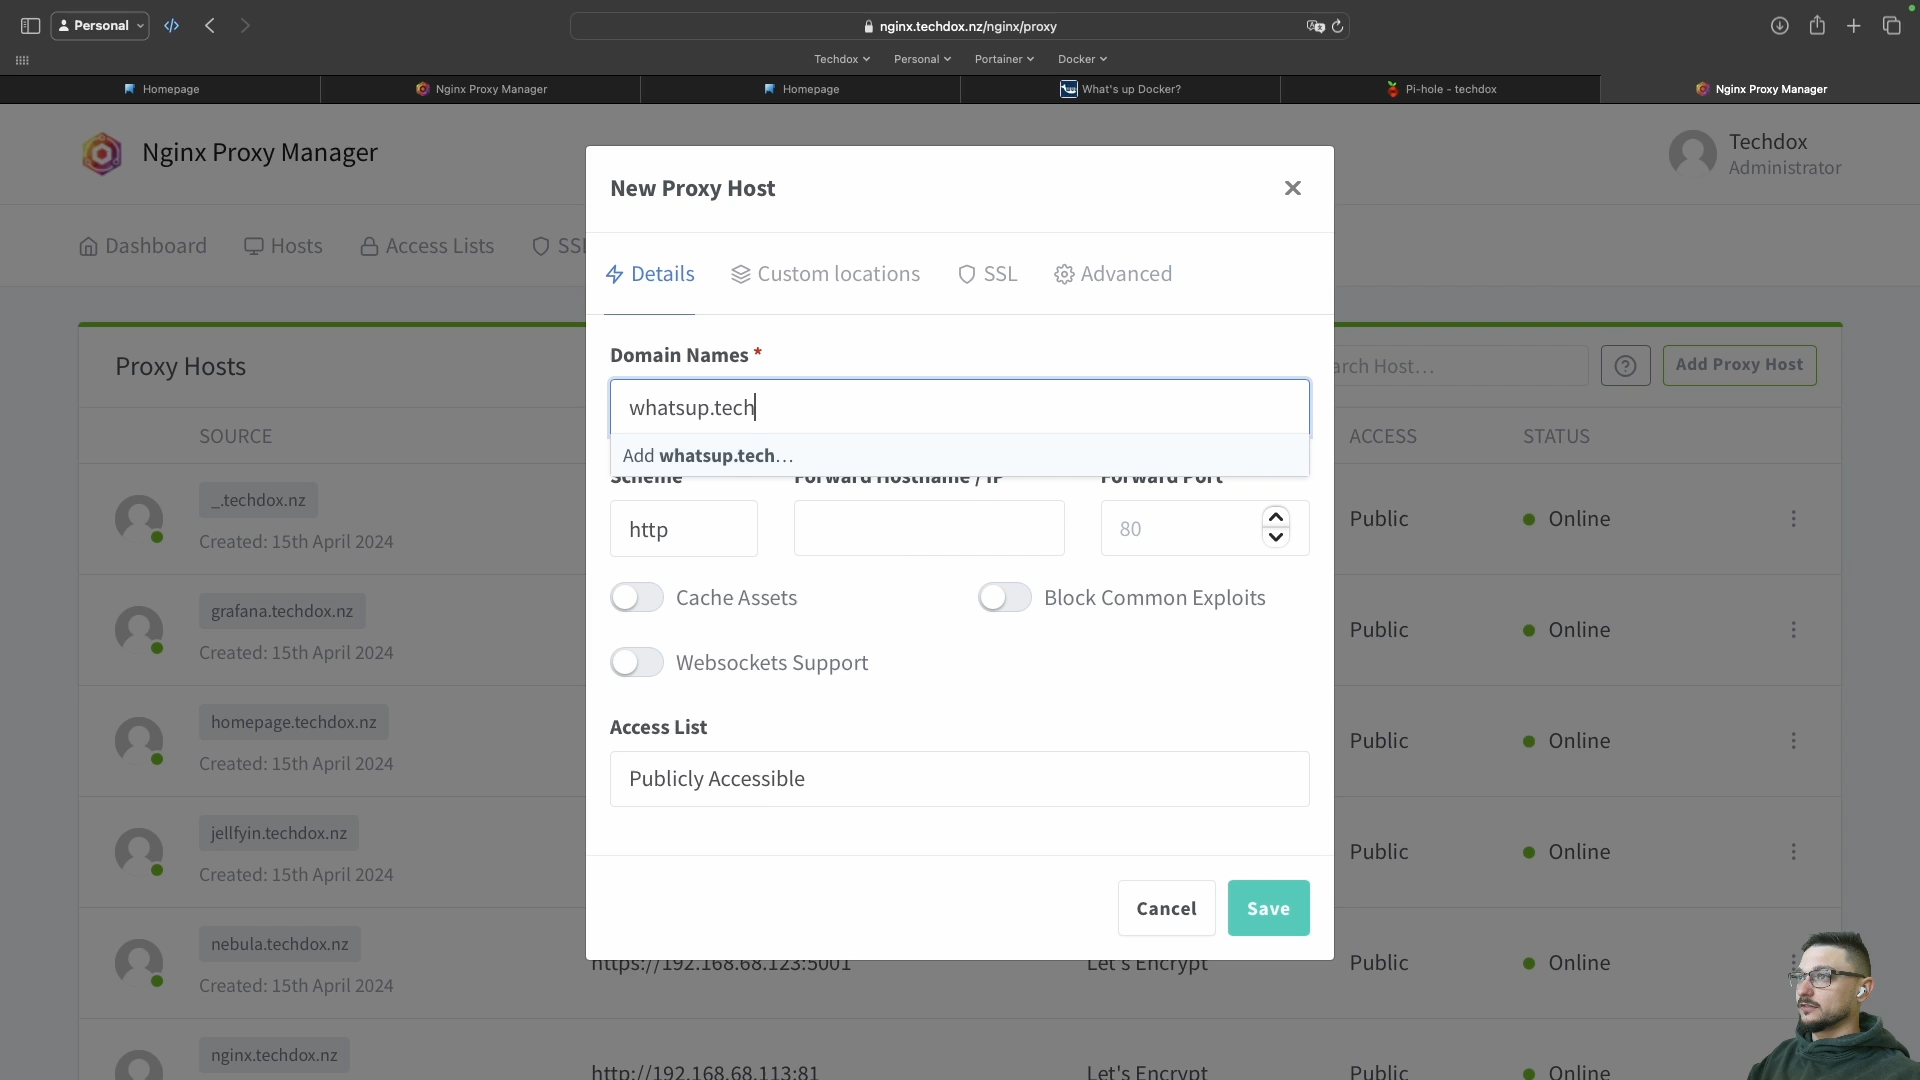 Personal
nginx.techdox.nz/nginx/proxy
Techdox
Personal
Portainer
Docker
Homepage
Nginx Proxy Manager
Homepage
What's up Docker?
Pi-hole - techdox
Nginx Proxy Manager
Nginx Proxy Manager
Techdox
Administrator
Dashboard
Hosts
Access Lists
SSL
New Proxy Host
Details
Custom locations
SSL
Advanced
Proxy Hosts
arch Host…
Add Proxy Host
Domain Names *
whatsup.tech
Add whatsup.tech…
Scheme
Forward Hostname / IP
Forward Port
http
80
Cache Assets
Block Common Exploits
Websockets Support
Access List
Publicly Accessible
Cancel
Save
SOURCE
ACCESS
STATUS
_.techdox.nz
Created: 15th April 2024
Public
Online
grafana.techdox.nz
Created: 15th April 2024
Public
Online
homepage.techdox.nz
Created: 15th April 2024
Public
Online
jellfyin.techdox.nz
Created: 15th April 2024
Public
Online
nebula.techdox.nz
Created: 15th April 2024
https://192.168.68.123:5001
Let's Encrypt
Public
Online
nginx.techdox.nz
http://192.168.68.113:81
Let's Encrypt
Public
Online